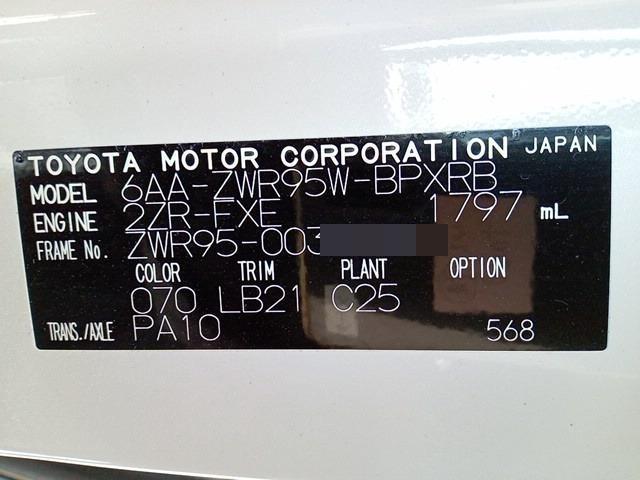 TOYOTA MOTOR CORPORATION JAPAN
MODEL 6AA-ZWR95W-BPXRB
ENGINE 2ZR-FXE 1797 mL
FRAME No. ZWR95-003
COLOR TRIM PLANT OPTION
070 LB21 C25
TRANS./AXLE PA10 568